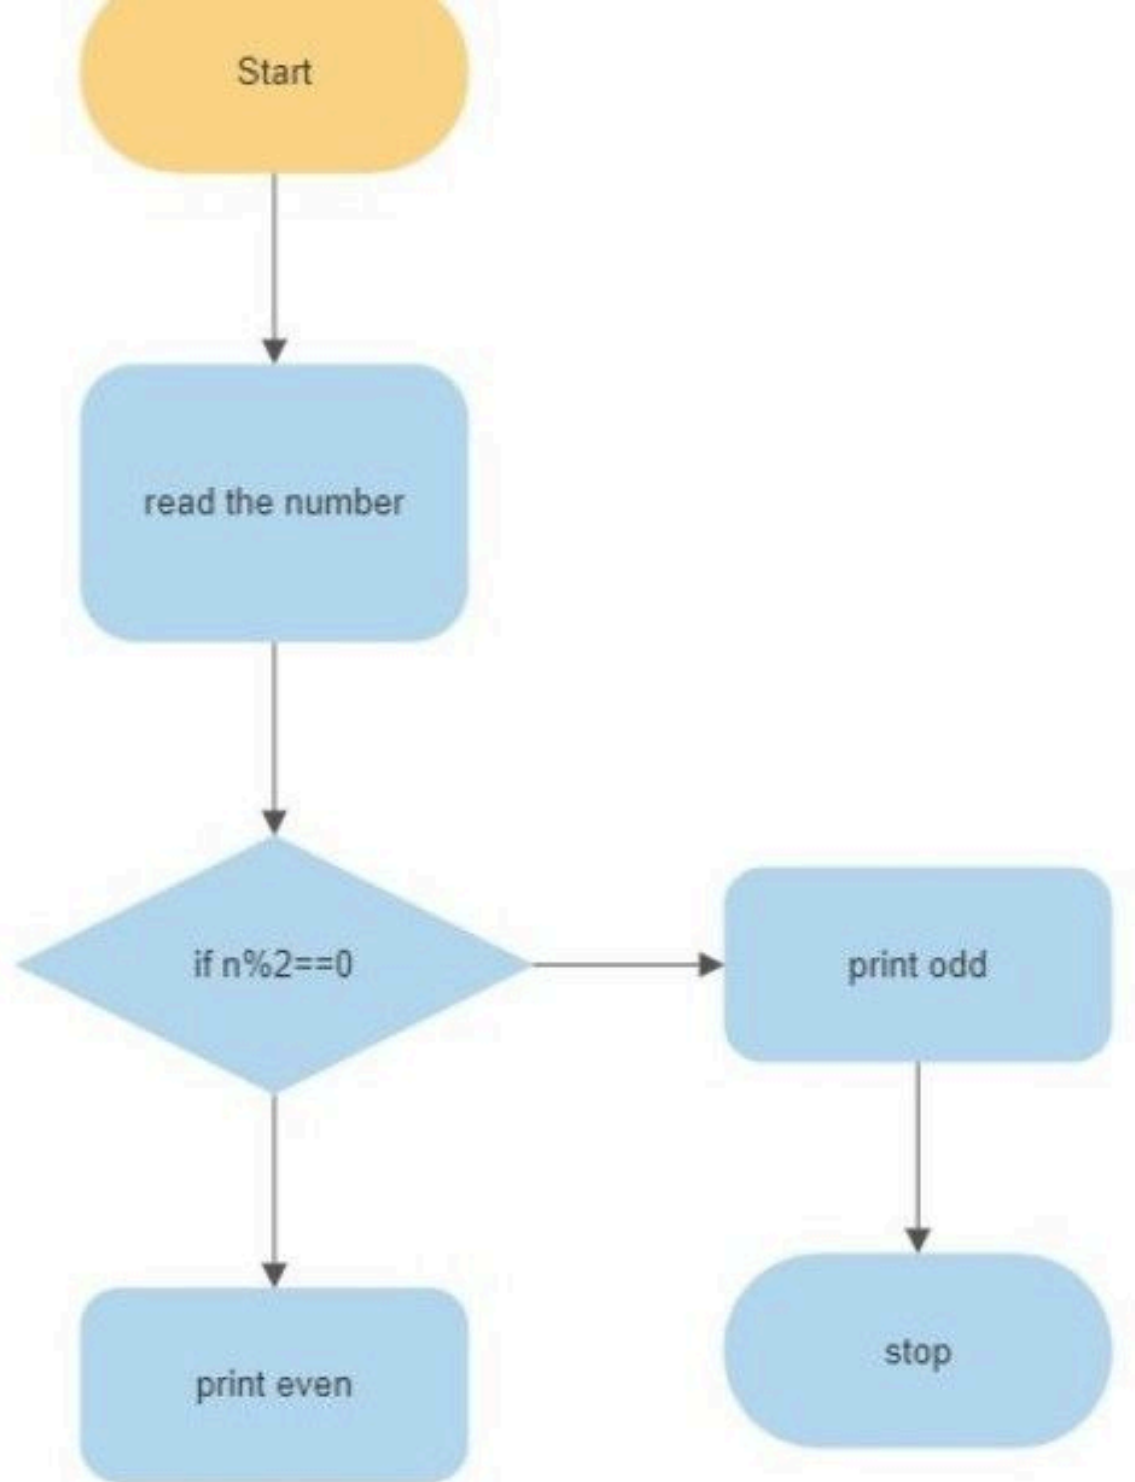 Start
read the number
if n%2==0
print odd
print even
stop